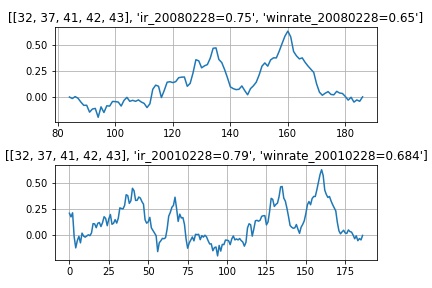 [[32, 37, 41, 42, 43], 'ir_20080228=0.75', 'winrate_20080228=0.65']
0.50
0.25
0.00
80 100 120 140 160 180
[[32, 37, 41, 42, 43], 'ir_20010228=0.79', 'winrate_20010228=0.684']
0.50
0.25
0.00
0 25 50 75 100 125 150 175